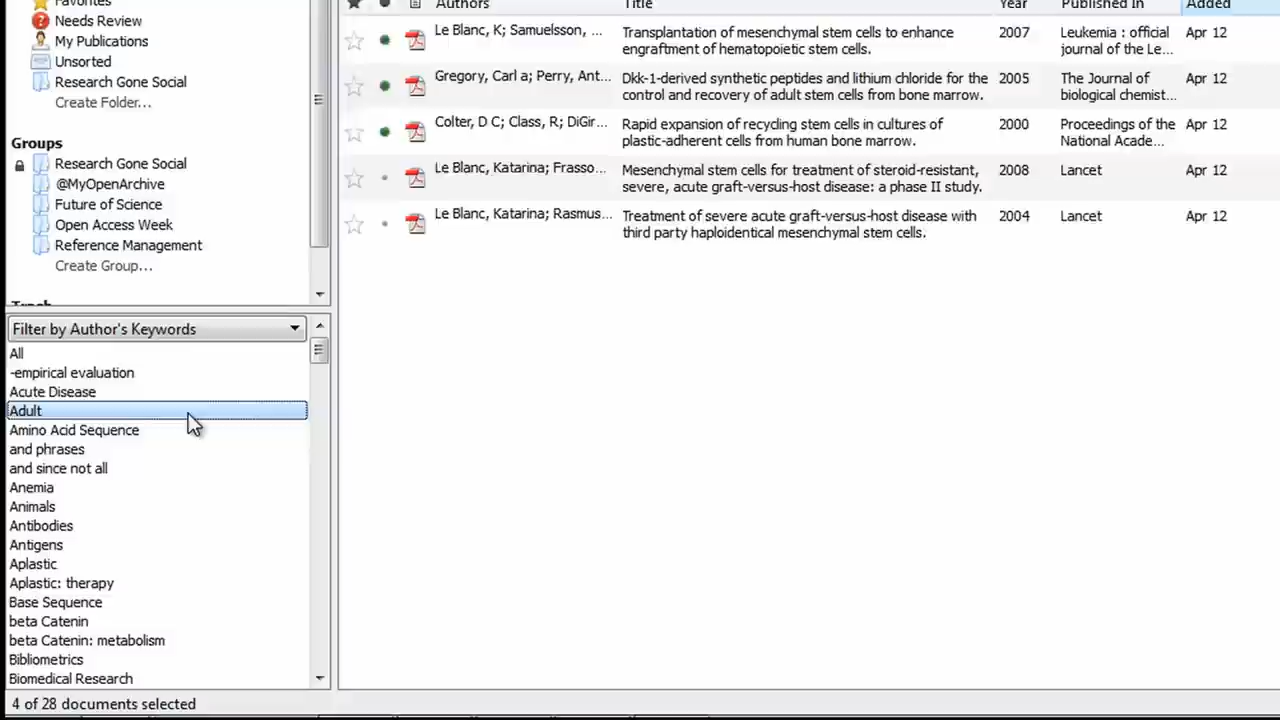 Favorites
Needs Review
My Publications
Unsorted
Research Gone Social
Create Folder...
Groups
Research Gone Social
@MyOpenArchive
Future of Science
Open Access Week
Reference Management
Create Group...
Trash
Filter by Author's Keywords
All
-empirical evaluation
Acute Disease
Adult
Amino Acid Sequence
and phrases
and since not all
Anemia
Animals
Antibodies
Antigens
Aplastic
Aplastic: therapy
Base Sequence
beta Catenin
beta Catenin: metabolism
Bibliometrics
Biomedical Research
4 of 28 documents selected
Authors Title Year Published In Added
Le Blanc, K; Samuelsson, ... Transplantation of mesenchymal stem cells to enhance 2007 Leukemia : official Apr 12
engraftment of hematopoietic stem cells. journal of the Le...
Gregory, Carl a; Perry, Ant... Dkk-1-derived synthetic peptides and lithium chloride for the 2005 The Journal of Apr 12
control and recovery of adult stem cells from bone marrow. biological chemist...
Colter, D C; Class, R; DiGir... Rapid expansion of recycling stem cells in cultures of 2000 Proceedings of the Apr 12
plastic-adherent cells from human bone marrow. National Acade...
Le Blanc, Katarina; Frasso... Mesenchymal stem cells for treatment of steroid-resistant, 2008 Lancet Apr 12
severe, acute graft-versus-host disease: a phase II study.
Le Blanc, Katarina; Rasmus... Treatment of severe acute graft-versus-host disease with 2004 Lancet Apr 12
third party haploidentical mesenchymal stem cells.